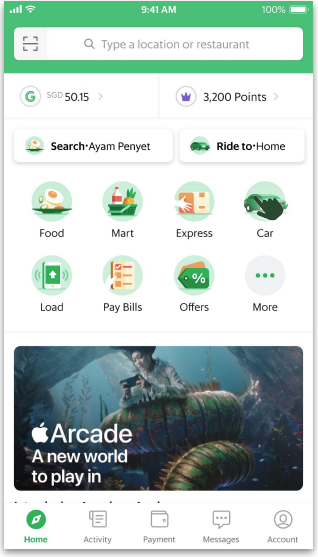 9:41 AM
100%
Type a location or restaurant
G SGD 50.15
3,200 Points
Search·Ayam Penyet
Ride to·Home
Food
Mart
Express
Car
%
Load
Pay Bills
Offers
More
Arcade
A new world
to play in
Home
Activity
Payment
Messages
Account